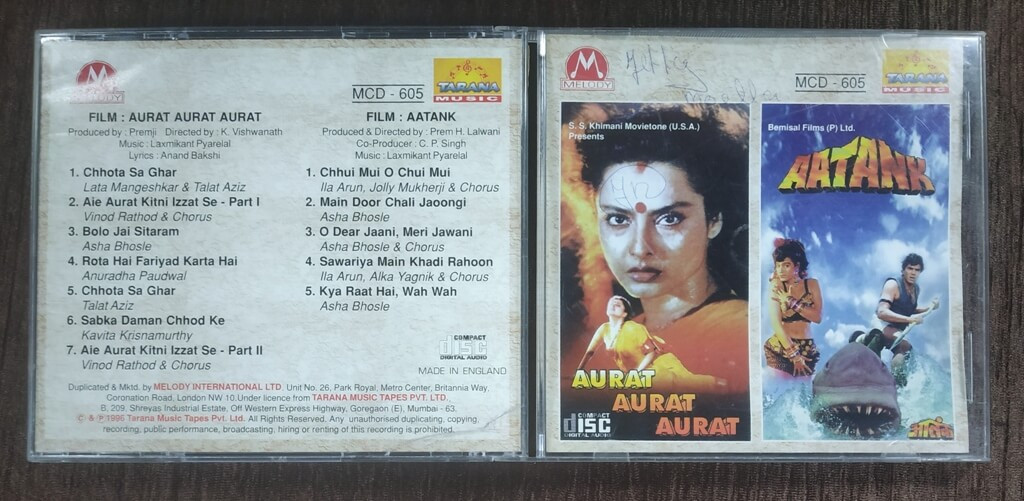 MELODY
MCD - 605
TARANA
MUSIC
FILM : AURAT AURAT AURAT
Produced by : Premji Directed by : K. Vishwanath
Music : Laxmikant Pyarelal
Lyrics : Anand Bakshi
1. Chhota Sa Ghar
Lata Mangeshkar & Talat Aziz
2. Aie Aurat Kitni Izzat Se - Part I
Vinod Rathod & Chorus
3. Bolo Jai Sitaram
Asha Bhosle
4. Rota Hai Fariyad Karta Hai
Anuradha Paudwal
5. Chhota Sa Ghar
Talat Aziz
6. Sabka Daman Chhod Ke
Kavita Krisnamurthy
7. Aie Aurat Kitni Izzat Se - Part II
Vinod Rathod & Chorus
FILM : AATANK
Produced & Directed by : Prem H. Lalwani
Co-Producer : C. P. Singh
Music : Laxmikant Pyarelal
1. Chhui Mui O Chui Mui
Ila Arun, Jolly Mukherji & Chorus
2. Main Door Chali Jaoongi
Asha Bhosle
3. O Dear Jaani, Meri Jawani
Asha Bhosle & Chorus
4. Sawariya Main Khadi Rahoon
Ila Arun, Alka Yagnik & Chorus
5. Kya Raat Hai, Wah Wah
Asha Bhosle
COMPACT
disc
DIGITAL AUDIO
MADE IN ENGLAND
Duplicated & Mktd. by MELODY INTERNATIONAL LTD. Unit No. 26, Park Royal, Metro Center, Britannia Way,
Coronation Road, London NW 10. Under licence from TARANA MUSIC TAPES PVT. LTD.,
B, 209, Shreyas Industrial Estate, Off Western Express Highway, Goregaon (E), Mumbai - 63.
© & ℗ 1996 Tarana Music Tapes Pvt. Ltd. All Rights Reserved. Any unauthorised duplicating, copying,
recording, public performance, broadcasting, hiring or renting of this recording is prohibited.
MELODY
MCD - 605
TARANA
MUSIC
S. S. Khimani Movietone (U.S.A.)
Presents
AURAT
AURAT
AURAT
COMPACT
disc
DIGITAL AUDIO
Bemisal Films (P) Ltd.
AATANK
आतंक